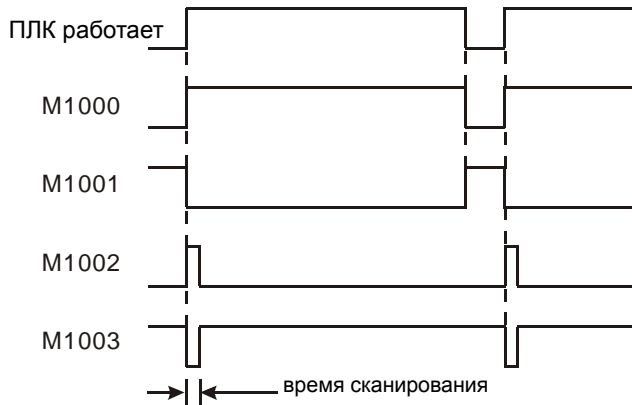 ПЛК работает
M1000
M1001
M1002
M1003
время сканирования